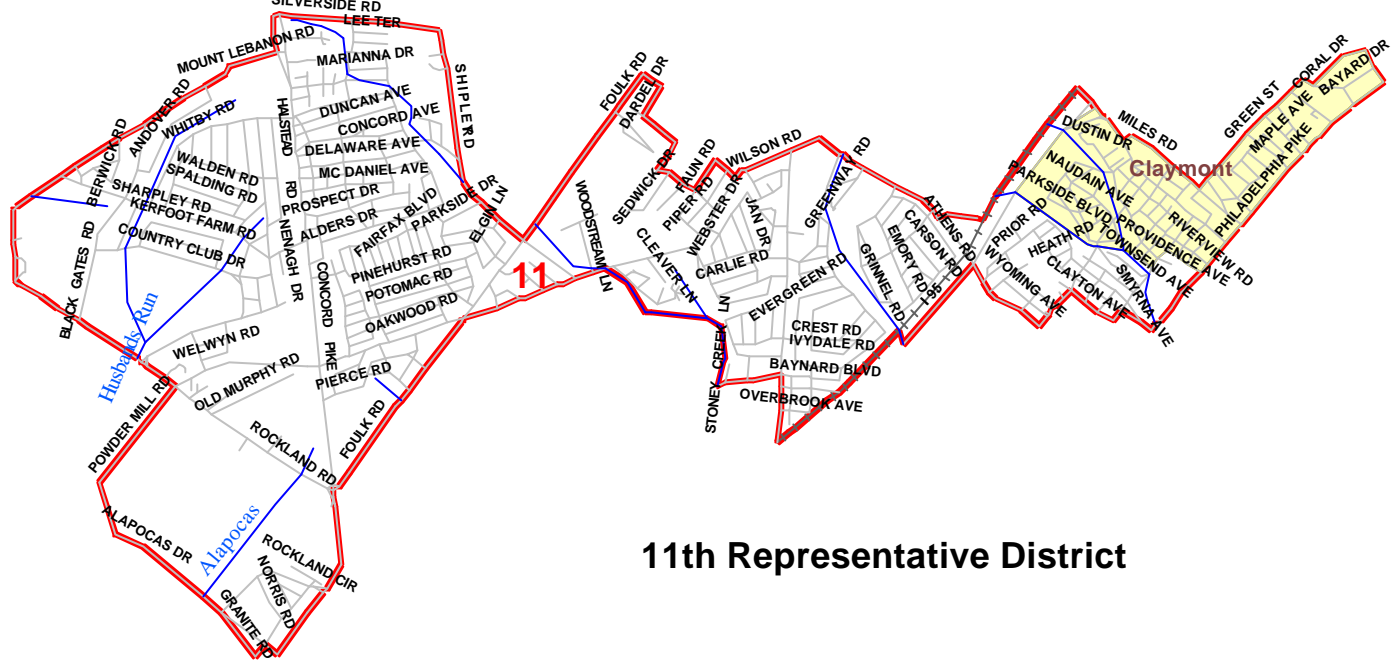 SILVERSIDE RD
LEE TER
MOUNT LEBANON RD
MARIANNA DR
SHIPLEY RD
ANDOVER RD
WHITBY RD
HALSTEAD RD
DUNCAN AVE
CONCORD AVE
DELAWARE AVE
MC DANIEL AVE
BERWICK RD
WALDEN RD
SPALDING RD
SHARPLEY RD
KERFOOT FARM RD
COUNTRY CLUB DR
PROSPECT DR
ALDERS DR
FAIRFAX BLVD
PARKSIDE DR
ELGIN LN
NENAGH DR
PINEHURST RD
POTOMAC RD
OAKWOOD RD
CONCORD PIKE
BLACK GATES RD
Husbands Run
WELWYN RD
OLD MURPHY RD
PIERCE RD
POWDER MILL RD
FOULK RD
ROCKLAND RD
ALAPOCAS DR
Alapocas
ROCKLAND CIR
NORRIS RD
GRANITE RD
11
FOULK RD
DARDEL DR
WOODSTREAM LN
SEDWICK DR
FAUN RD
PIPER RD
WILSON RD
WEBSTER DR
JAN DR
GREENWAY RD
CLEAVER LN
CARLIE RD
EVERGREEN RD
GRINNEL RD
EMORY RD
CARSON RD
ATHENS RD
I 95
CREST RD
IVYDALE RD
BAYNARD BLVD
OVERBROOK AVE
STONEY CREEK LN
DUSTIN DR
MILES RD
Claymont
GREEN ST
CORAL DR
BAYARD DR
MAPLE AVE
PHILADELPHIA PIKE
NAUDAIN AVE
PARKSIDE BLVD
PROVIDENCE AVE
RIVERVIEW RD
TOWNSEND AVE
PRIOR RD
HEATH RD
WYOMING AVE
CLAYTON AVE
SMYRNA AVE
11th Representative District